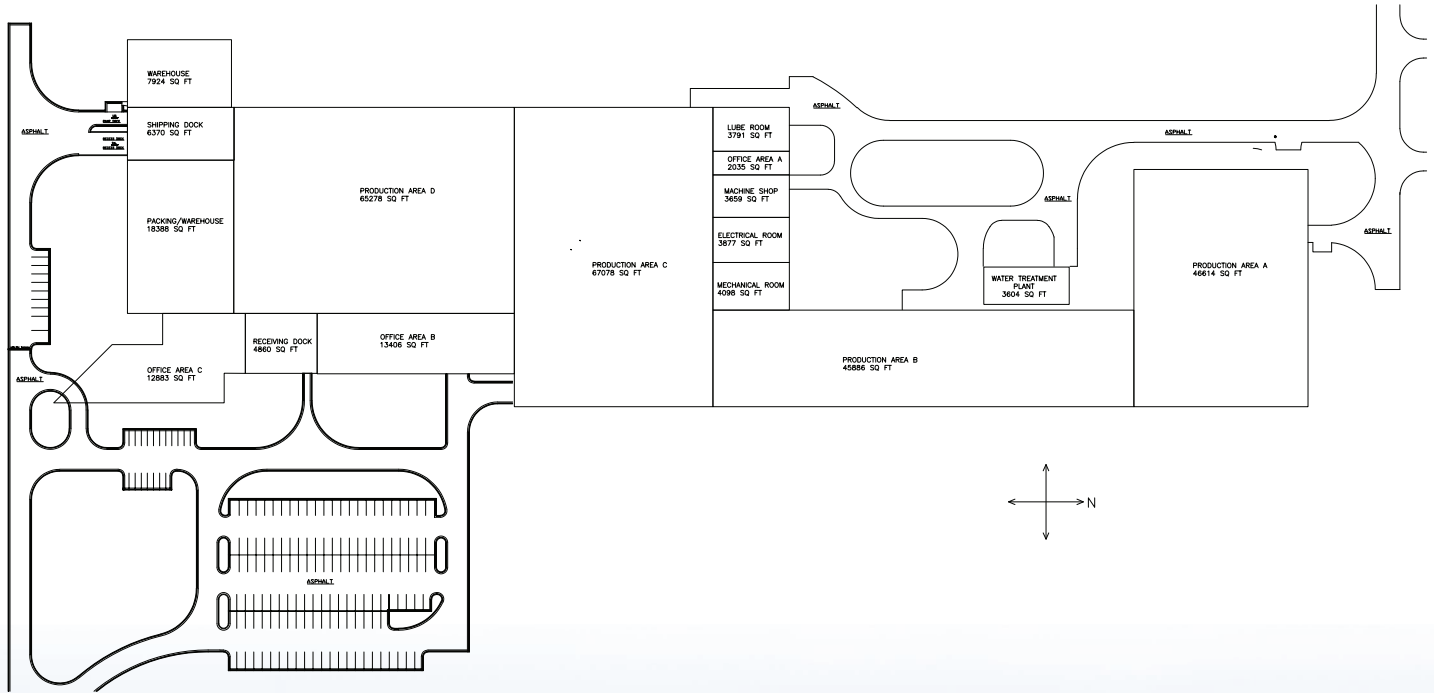 WAREHOUSE
7924 SQ FT
SHIPPING DOCK
6370 SQ FT
ASPHALT
PACKING/WAREHOUSE
18388 SQ FT
PRODUCTION AREA D
65278 SQ FT
PRODUCTION AREA C
67078 SQ FT
LUBE ROOM
3791 SQ FT
OFFICE AREA A
2035 SQ FT
MACHINE SHOP
3659 SQ FT
ELECTRICAL ROOM
3877 SQ FT
MECHANICAL ROOM
4098 SQ FT
ASPHALT
ASPHALT
ASPHALT
ASPHALT
WATER TREATMENT
PLANT
3604 SQ FT
PRODUCTION AREA A
46614 SQ FT
PRODUCTION AREA B
45886 SQ FT
RECEIVING DOCK
4860 SQ FT
OFFICE AREA B
13406 SQ FT
OFFICE AREA C
12883 SQ FT
ASPHALT
ASPHALT
N